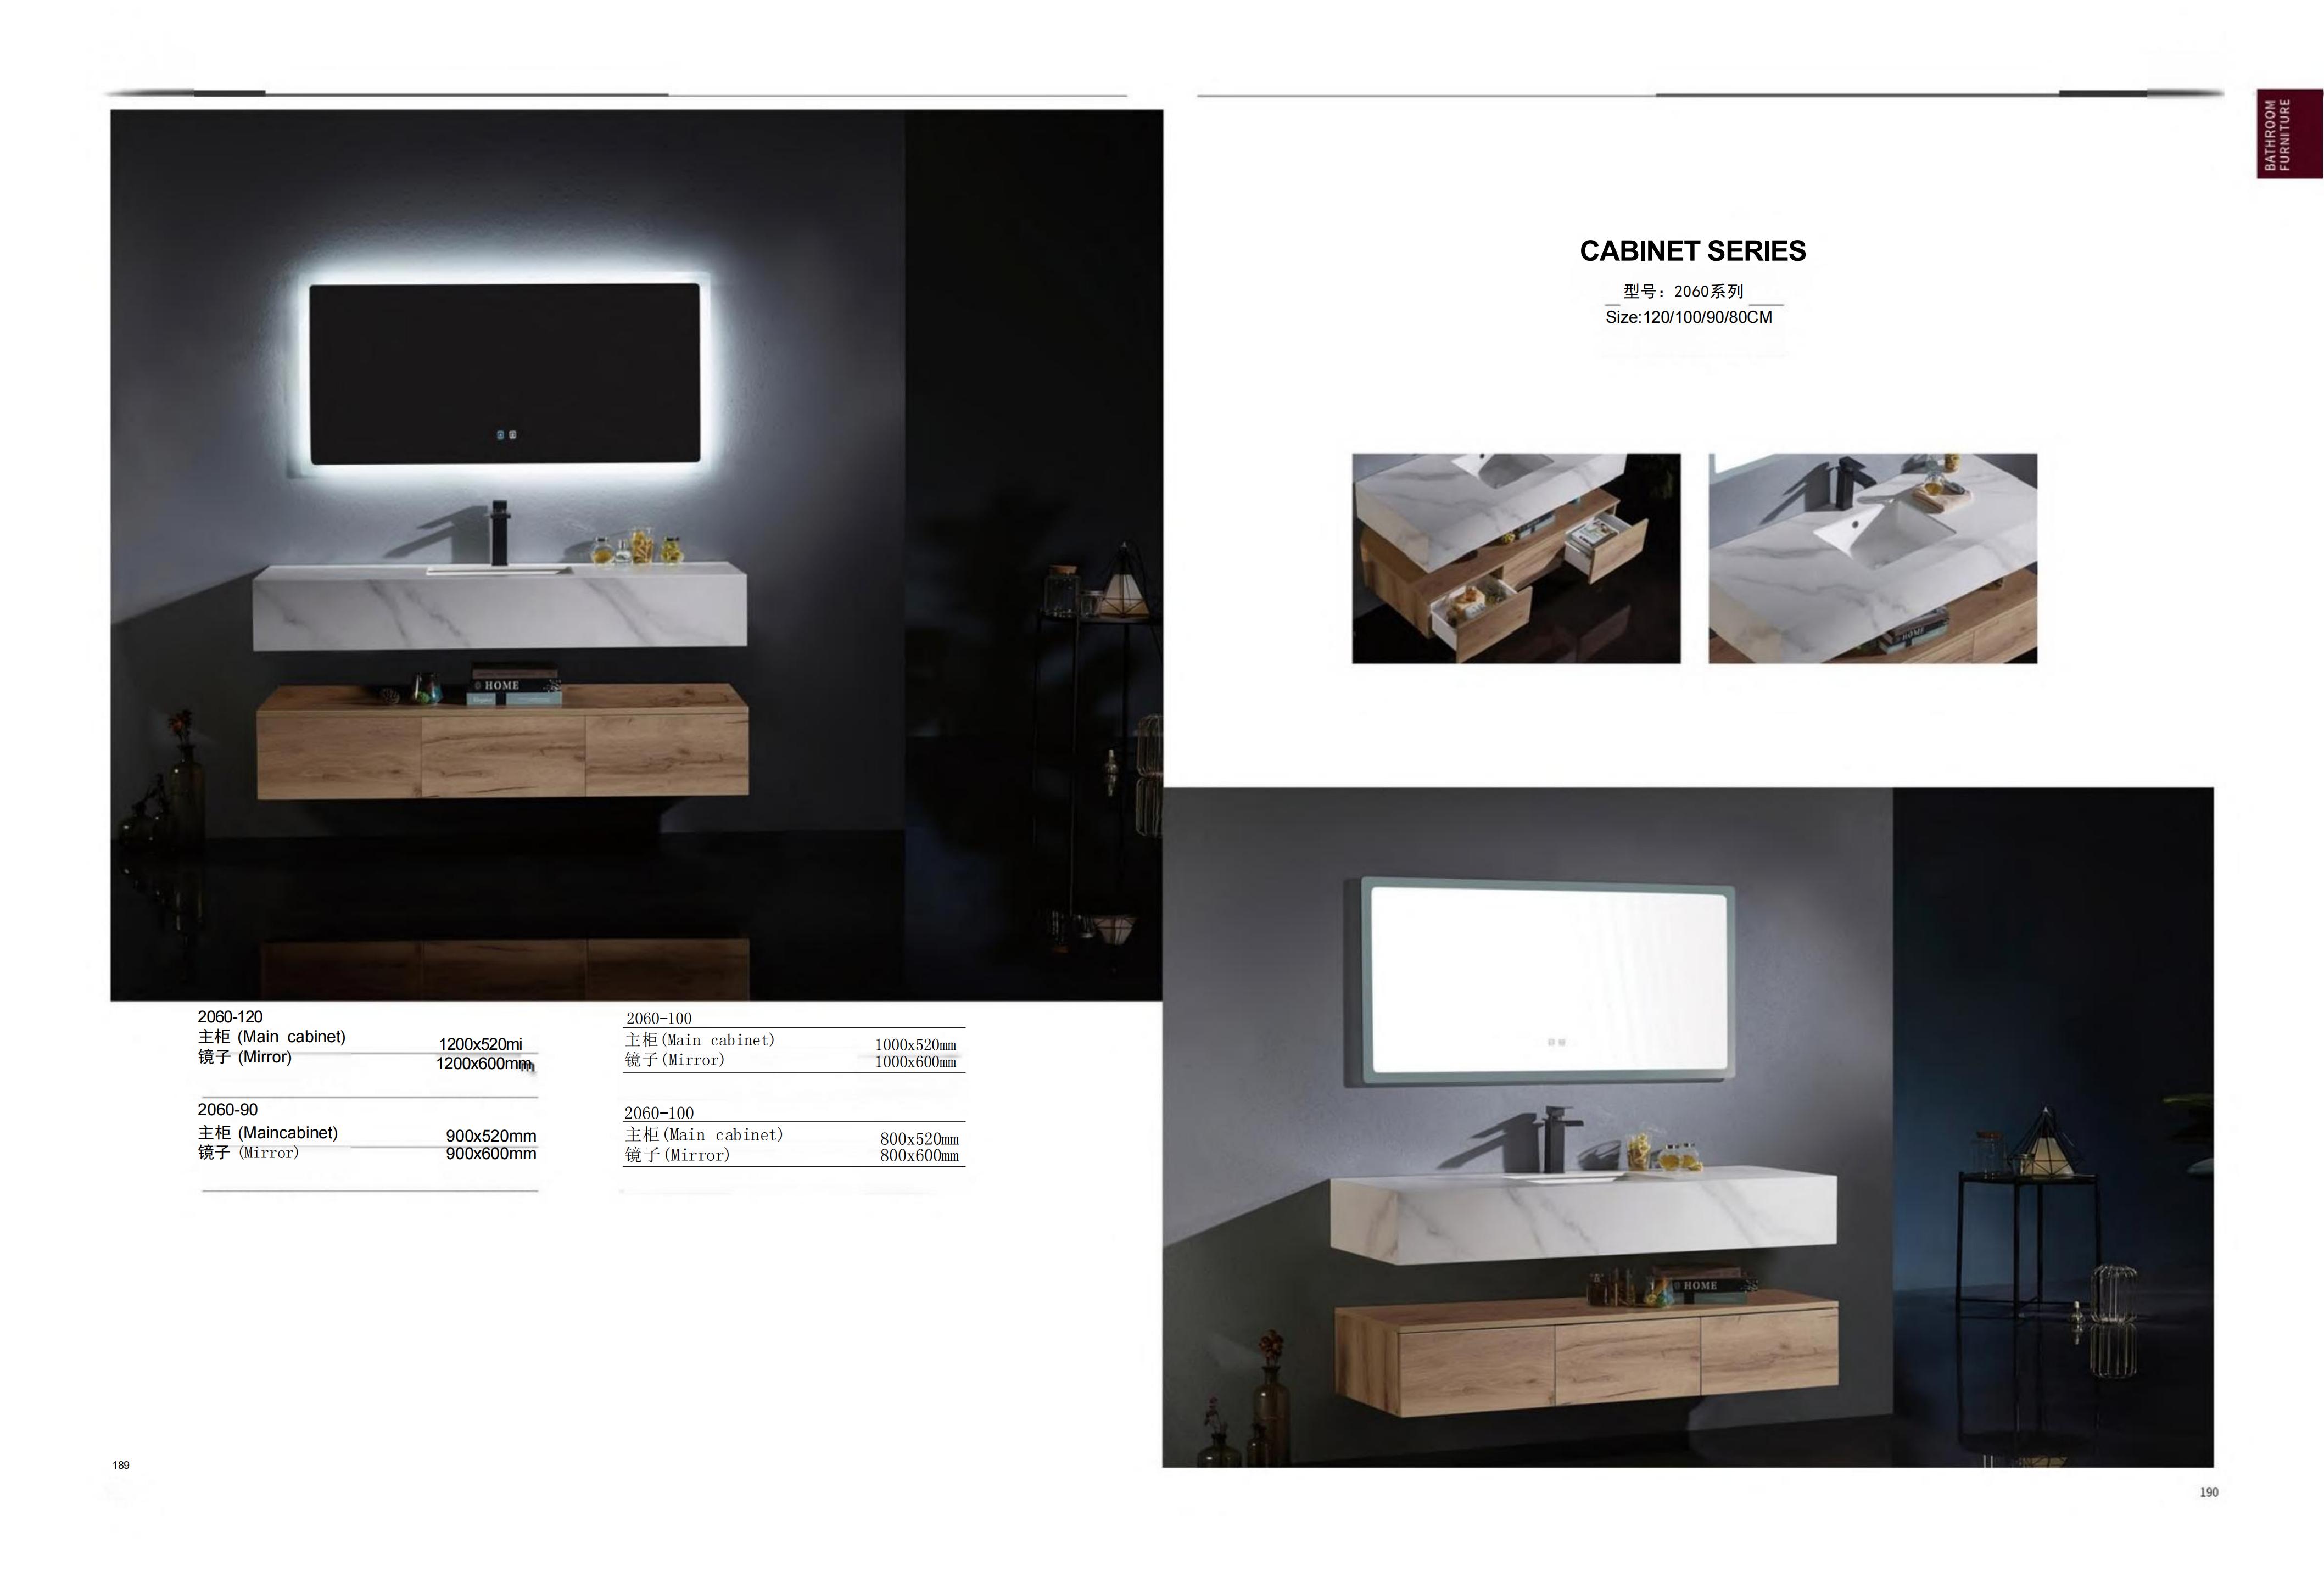 BATHROOM
FURNITURE
CABINET SERIES
型号：2060系列
Size:120/100/90/80CM
HOME
HOME
HOME
2060-120
主柜 (Main cabinet) 1200x520mi
镜子 (Mirror) 1200x600mm
2060-100
主柜(Main cabinet) 1000x520mm
镜子(Mirror) 1000x600mm
2060-90
主柜 (Maincabinet) 900x520mm
镜子 (Mirror) 900x600mm
2060-100
主柜(Main cabinet) 800x520mm
镜子(Mirror) 800x600mm
189
190